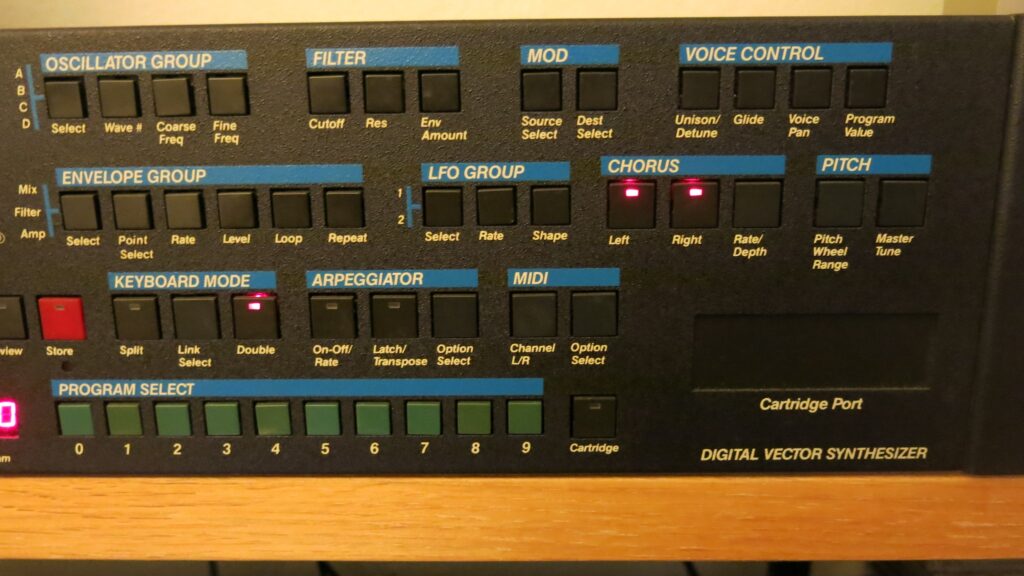 OSCILLATOR GROUP
A
B
C
D
Select
Wave #
Coarse
Freq
Fine
Freq
FILTER
Cutoff
Res
Env
Amount
MOD
Source
Select
Dest
Select
VOICE CONTROL
Unison/
Detune
Glide
Voice
Pan
Program
Value
ENVELOPE GROUP
Mix
Filter
Amp
Select
Point
Select
Rate
Level
Loop
Repeat
LFO GROUP
1
2
Select
Rate
Shape
CHORUS
Left
Right
Rate/
Depth
PITCH
Pitch
Wheel
Range
Master
Tune
view
Store
KEYBOARD MODE
Split
Link
Select
Double
ARPEGGIATOR
On-Off/
Rate
Latch/
Transpose
Option
Select
MIDI
Channel
L/R
Option
Select
0
am
PROGRAM SELECT
0 1 2 3 4 5 6 7 8 9
Cartridge
Cartridge Port
DIGITAL VECTOR SYNTHESIZER